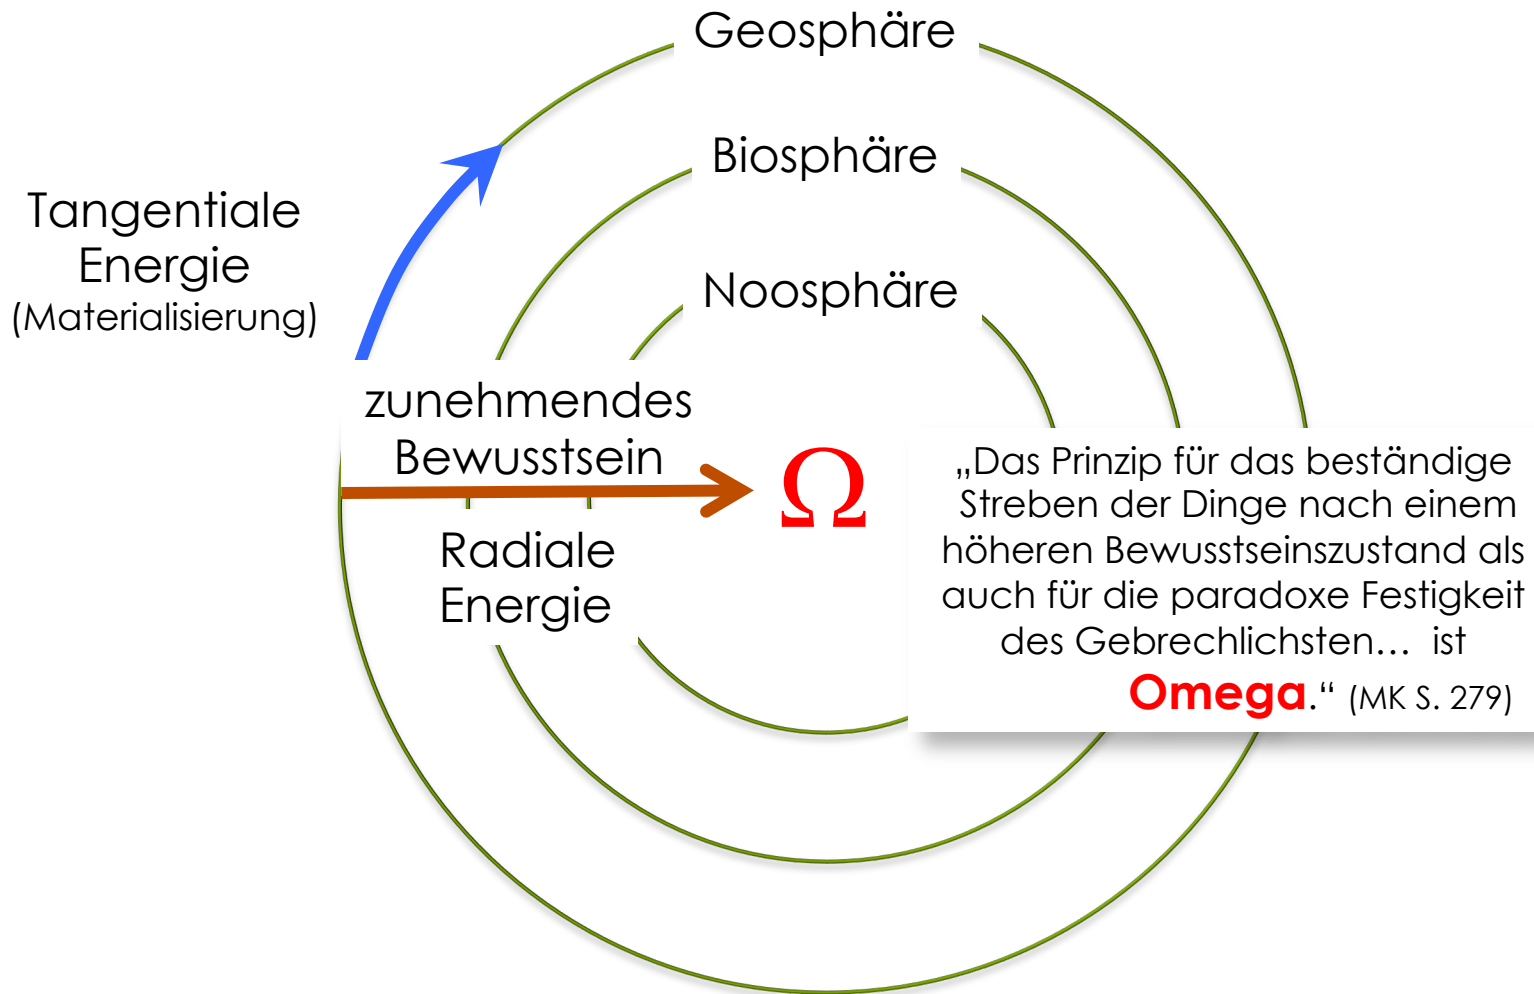 Geosphäre
Biosphäre
Noosphäre
Tangentiale
Energie
(Materialisierung)
zunehmendes
Bewusstsein
Radiale
Energie
Ω
„Das Prinzip für das beständige
Streben der Dinge nach einem
höheren Bewusstseinszustand als
auch für die paradoxe Festigkeit
des Gebrechlichsten… ist
Omega.“ (MK S. 279)